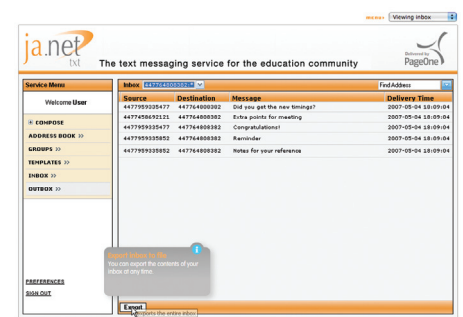 Viewing inbox
ja.net
txt
The text messaging service for the education community
Delivered by
PageOne
Service Menu
Inbox 447764808382:*
Find Address
Welcome User
COMPOSE
ADDRESS BOOK >>
GROUPS >>
TEMPLATES >>
INBOX >>
OUTBOX >>
PREFERENCES
SIGN OUT
Source Destination Message Delivery Time
4477959335477 447764808382 Did you get the new timings? 2007-05-04 18:09:04
4477458692121 447764808382 Extra points for meeting 2007-05-04 18:09:04
4477959335477 447764808382 Congratulations! 2007-05-04 18:09:04
4477959335852 447764808382 Reminder 2007-05-04 18:09:04
4477959335852 447764808382 Notes for your reference 2007-05-04 18:09:04
Export inbox to file
You can export the contents of your
inbox at any time
Export
exports the entire inbox